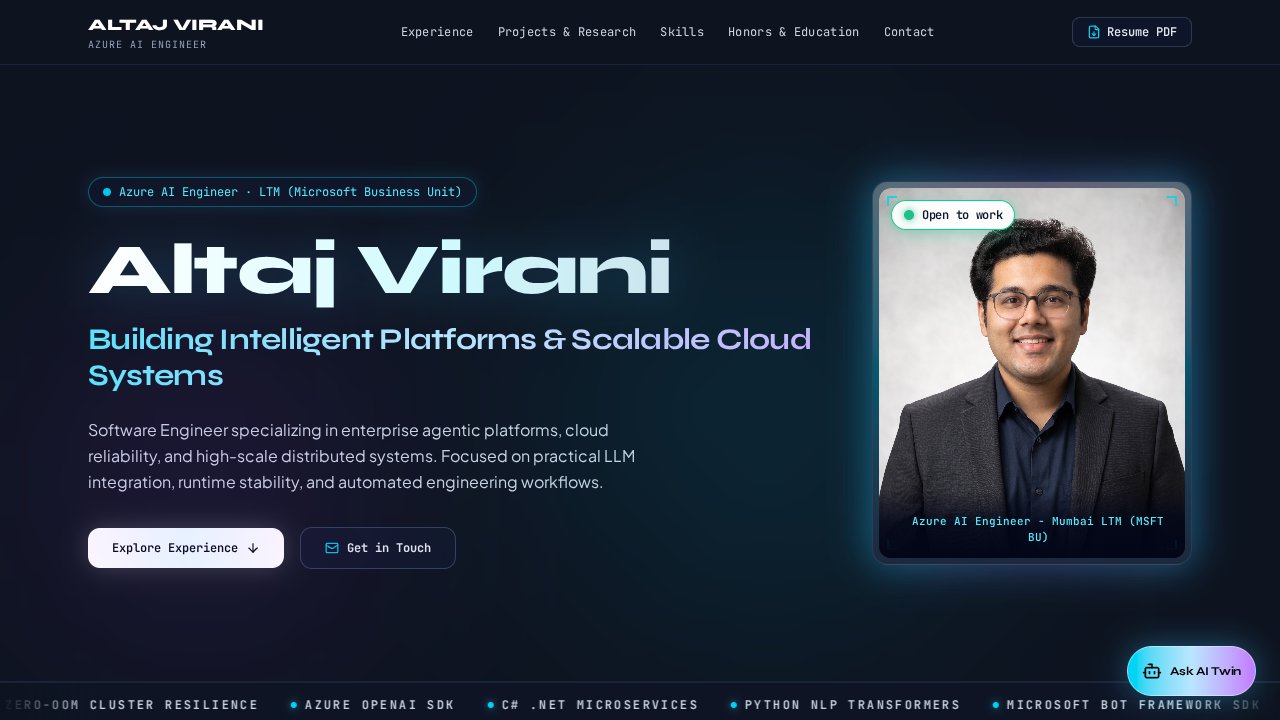 ALTAJ VIRANI
AZURE AI ENGINEER
Experience
Projects & Research
Skills
Honors & Education
Contact
Resume PDF
Azure AI Engineer · LTM (Microsoft Business Unit)
Altaj Virani
Building Intelligent Platforms & Scalable Cloud
Systems
Software Engineer specializing in enterprise agentic platforms, cloud
reliability, and high-scale distributed systems. Focused on practical LLM
integration, runtime stability, and automated engineering workflows.
Explore Experience ↓
Get in Touch
Open to work
Azure AI Engineer - Mumbai LTM (MSFT
BU)
Ask AI Twin
ZERO-OOM CLUSTER RESILIENCE
AZURE OPENAI SDK
C# .NET MICROSERVICES
PYTHON NLP TRANSFORMERS
MICROSOFT BOT FRAMEWORK SDK